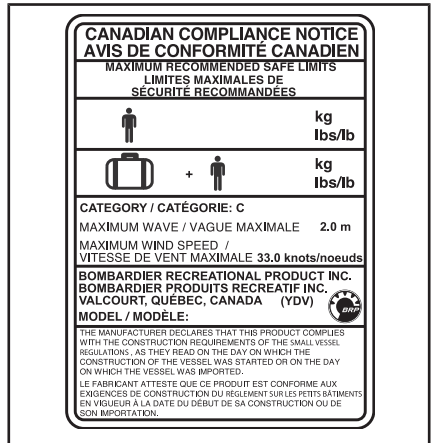 CANADIAN COMPLIANCE NOTICE
AVIS DE CONFORMITÉ CANADIEN
MAXIMUM RECOMMENDED SAFE LIMITS
LIMITES MAXIMALES DE
SÉCURITÉ RECOMMANDÉES
kg
lbs/lb
+
kg
lbs/lb
CATEGORY / CATÉGORIE: C
MAXIMUM WAVE / VAGUE MAXIMALE 2.0 m
MAXIMUM WIND SPEED /
VITESSE DE VENT MAXIMALE 33.0 knots/noeuds
BOMBARDIER RECREATIONAL PRODUCT INC.
BOMBARDIER PRODUITS RECREATIF INC.
VALCOURT, QUÉBEC, CANADA (YDV)
BRP
MODEL / MODÈLE:
THE MANUFACTURER DECLARES THAT THIS PRODUCT COMPLIES
WITH THE CONSTRUCTION REQUIREMENTS OF THE SMALL VESSEL
REGULATIONS , AS THEY READ ON THE DAY ON WHICH THE
CONSTRUCTION OF THE VESSEL WAS STARTED OR ON THE DAY
ON WHICH THE VESSEL WAS IMPORTED.
LE FABRICANT ATTESTE QUE CE PRODUIT EST CONFORME AUX
EXIGENCES DE CONSTRUCTION DU RÈGLEMENT SUR LES PETITS BÂTIMENTS
EN VIGUEUR À LA DATE DU DÉBUT DE SA CONSTRUCTION OU DE
SON IMPORTATION.